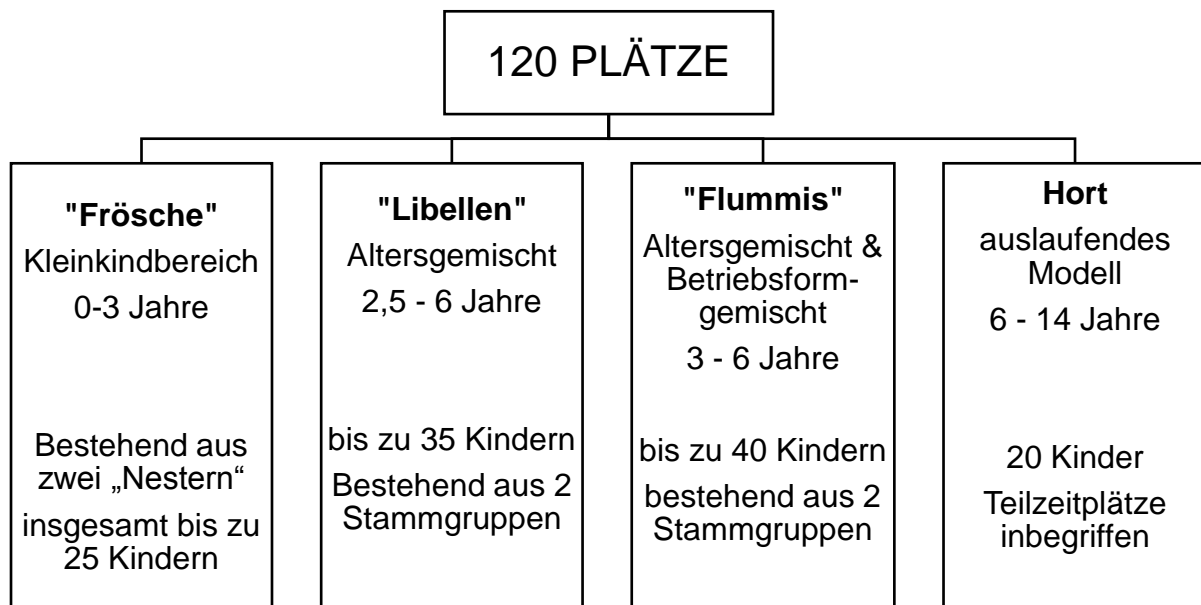 120 PLÄTZE
"Frösche"
Kleinkindbereich
0-3 Jahre
Bestehend aus
zwei „Nestern“
insgesamt bis zu
25 Kindern
"Libellen"
Altersgemischt
2,5 - 6 Jahre
bis zu 35 Kindern
Bestehend aus 2
Stammgruppen
"Flummis"
Altersgemischt &
Betriebsform-
gemischt
3 - 6 Jahre
bis zu 40 Kindern
bestehend aus 2
Stammgruppen
Hort
auslaufendes
Modell
6 - 14 Jahre
20 Kinder
Teilzeitplätze
inbegriffen